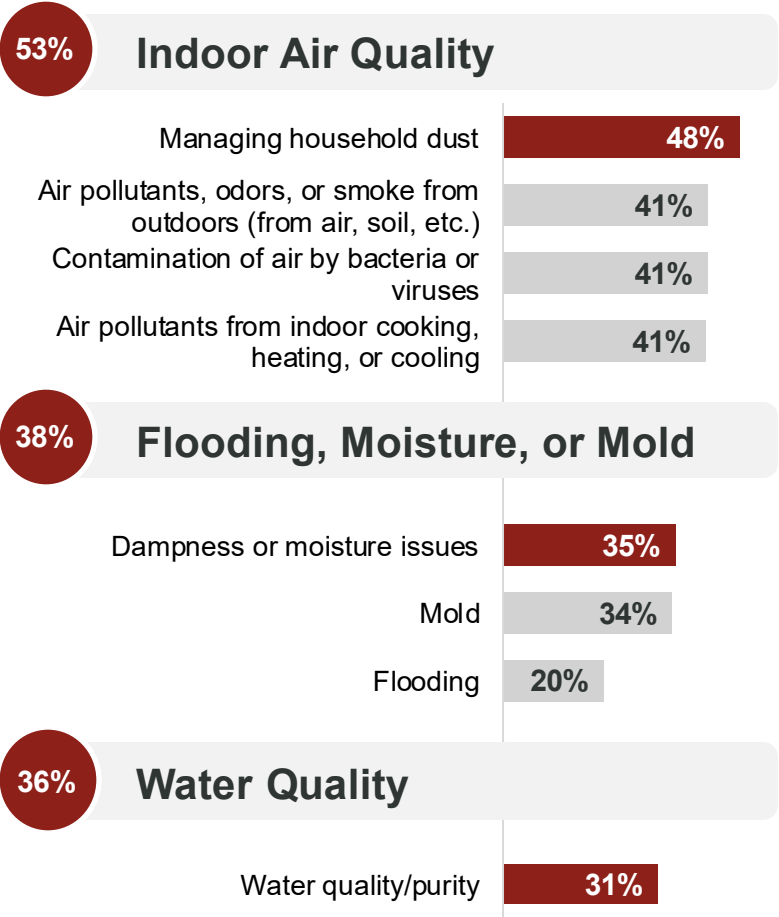 53%
Indoor Air Quality
Managing household dust
48%
Air pollutants, odors, or smoke from
outdoors (from air, soil, etc.)
41%
Contamination of air by bacteria or
viruses
41%
Air pollutants from indoor cooking,
heating, or cooling
41%
38%
Flooding, Moisture, or Mold
Dampness or moisture issues
35%
Mold
34%
Flooding
20%
36%
Water Quality
Water quality/purity
31%